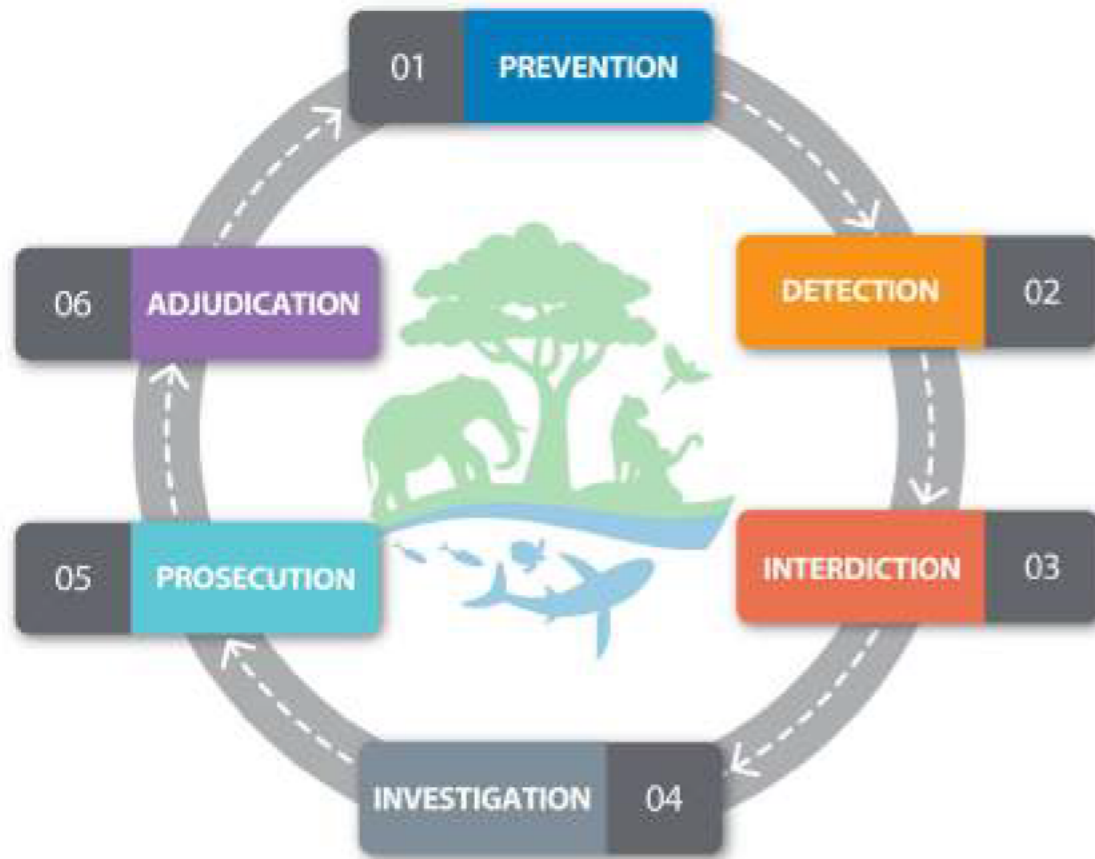 01 PREVENTION
DETECTION 02
INTERDICTION 03
INVESTIGATION 04
05 PROSECUTION
06 ADJUDICATION